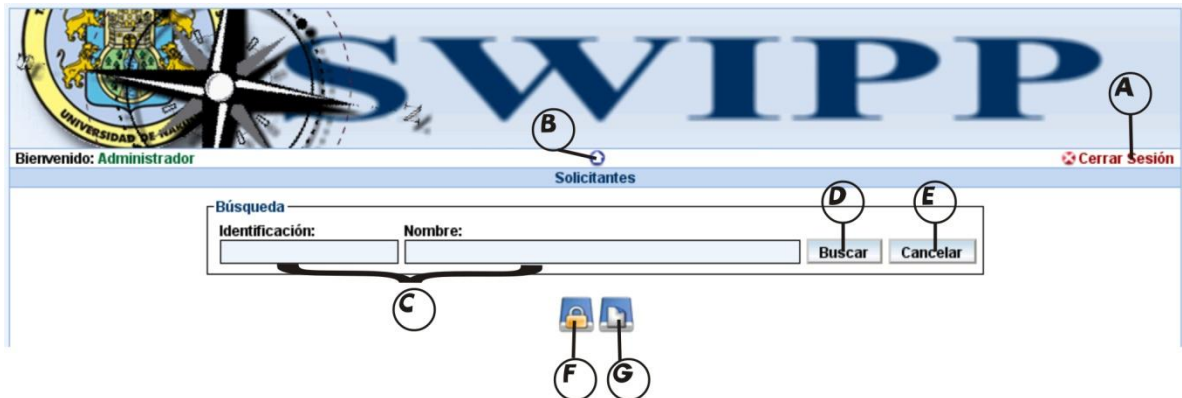 SWIPP
UNIVERSIDAD DE NARIÑO
A
B
Bienvenido: Administrador
Cerrar Sesión
Solicitantes
Búsqueda
D
E
Identificación:
Nombre:
Buscar
Cancelar
C
F
G